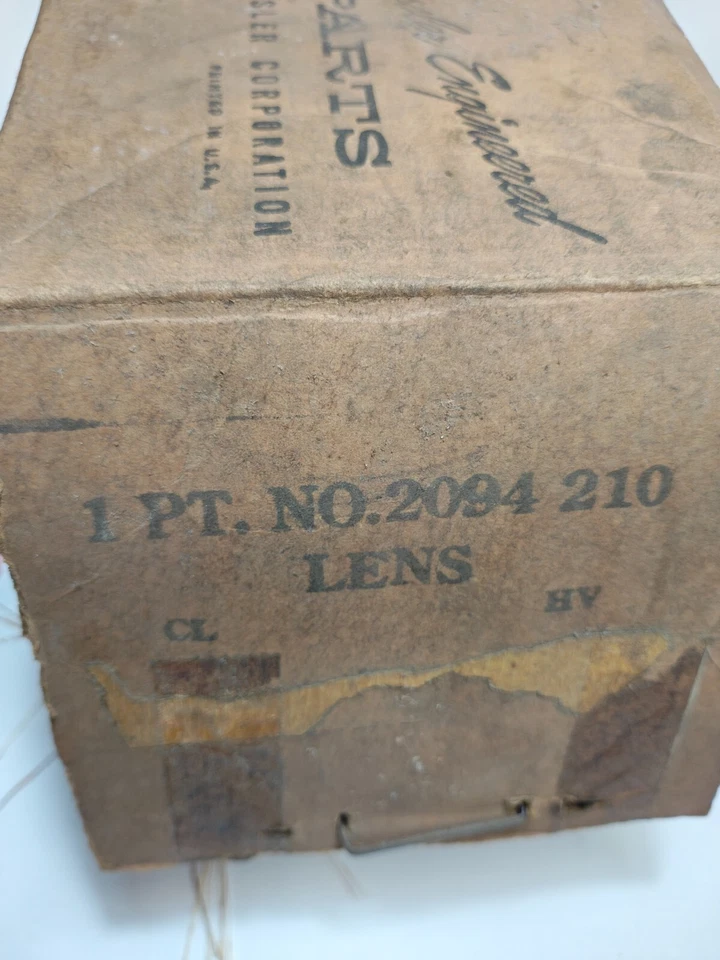 Engineered
PARTS
SLER CORPORATION
PRINTED IN U.S.A.
1 PT. NO. 2094 210
LENS
CL
HV